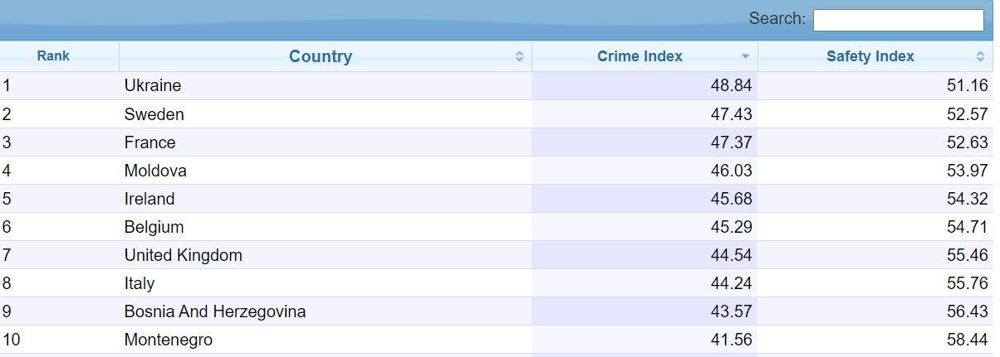 Search:
Rank Country Crime Index Safety Index
1 Ukraine 48.84 51.16
2 Sweden 47.43 52.57
3 France 47.37 52.63
4 Moldova 46.03 53.97
5 Ireland 45.68 54.32
6 Belgium 45.29 54.71
7 United Kingdom 44.54 55.46
8 Italy 44.24 55.76
9 Bosnia And Herzegovina 43.57 56.43
10 Montenegro 41.56 58.44